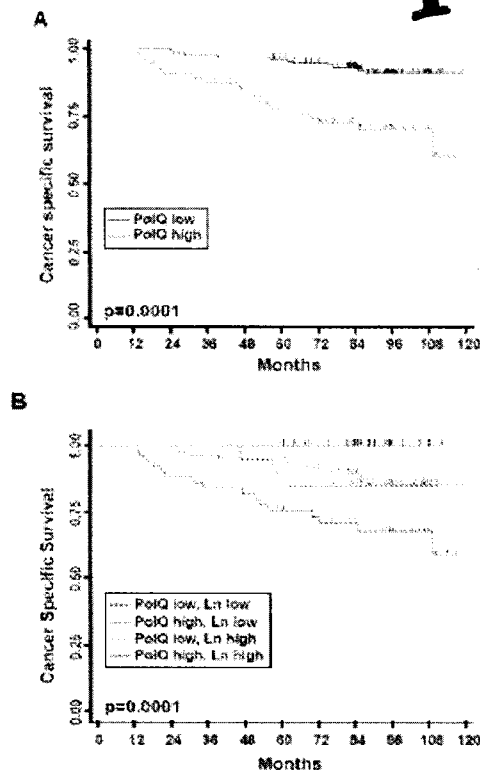 A
Cancer specific survival
1.00
0.75
0.50
0.25
0.00
PolQ low
PolQ high
p=0.0001
0 12 24 36 48 60 72 84 96 108 120
Months
B
Cancer Specific Survival
1.00
0.75
0.50
0.25
0.00
PolQ low, Ln low
PolQ high, Ln low
PolQ low, Ln high
PolQ high, Ln high
p=0.0001
0 12 24 36 48 60 72 84 96 108 120
Months